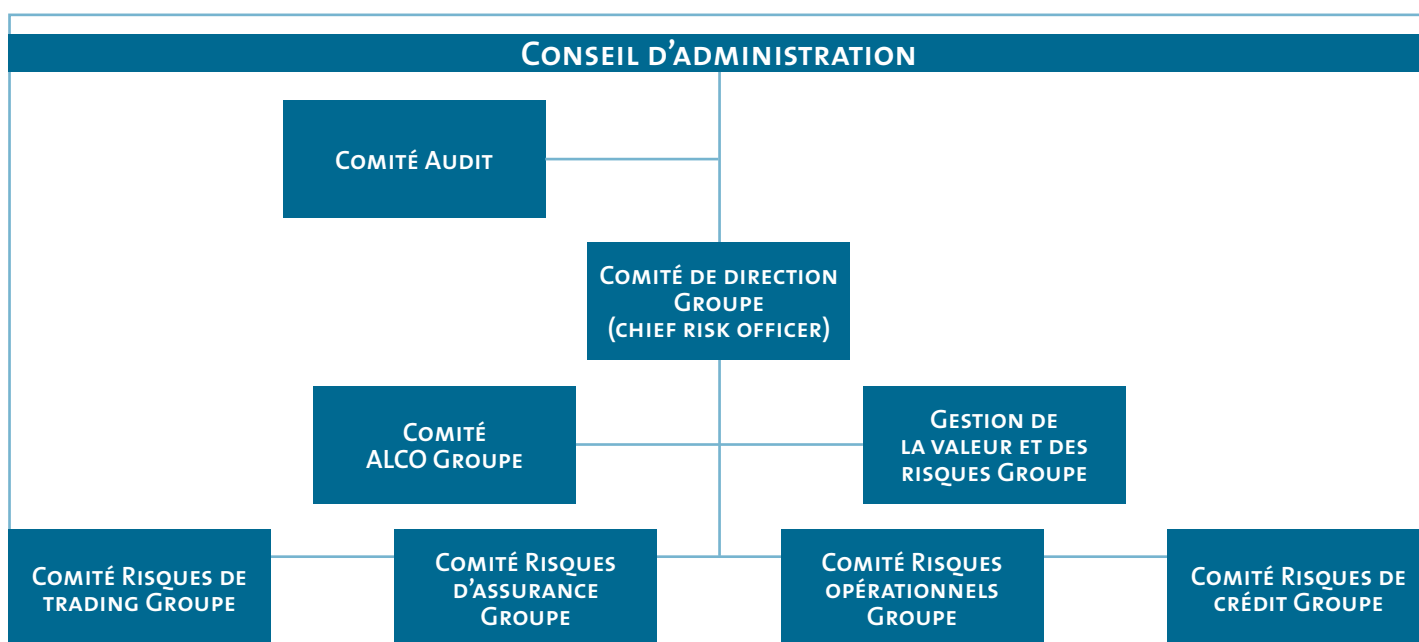 Conseil d'administration
Comité Audit
Comité de direction
Groupe
(chief risk officer)
Comité
ALCO Groupe
Gestion de
la valeur et des
risques Groupe
Comité Risques de
trading Groupe
Comité Risques
d'assurance
Groupe
Comité Risques
opérationnels
Groupe
Comité Risques de
crédit Groupe